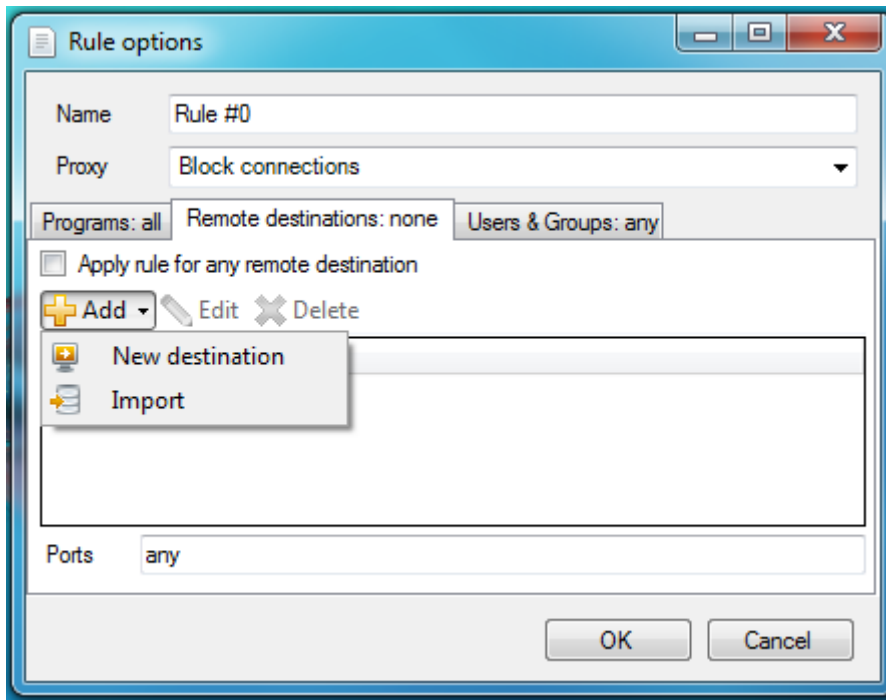 Rule options
Name Rule #0
Proxy Block connections
Programs: all Remote destinations: none Users & Groups: any
Apply rule for any remote destination
Add Edit Delete
New destination
Import
Ports any
OK Cancel